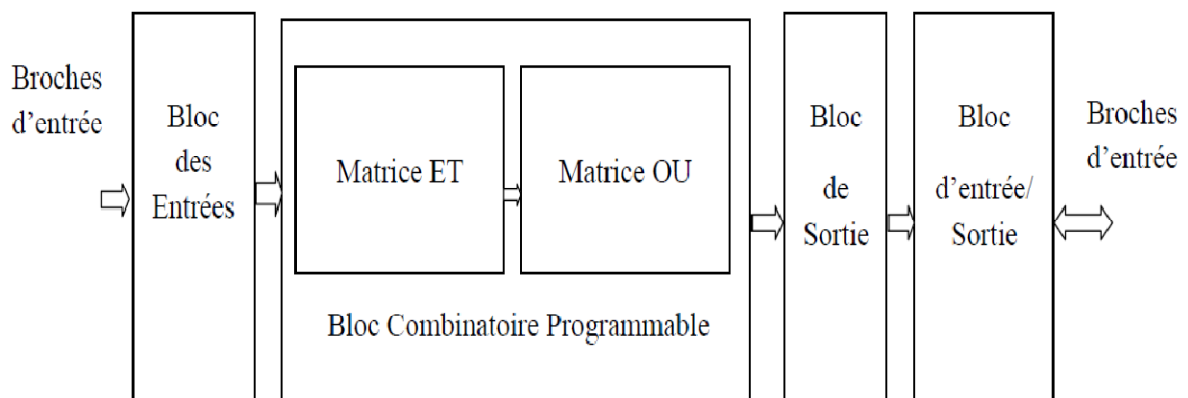 Broches
d'entrée
Bloc
des
Entrées
Matrice ET
Matrice OU
Bloc Combinatoire Programmable
Bloc
de
Sortie
Bloc
d'entrée/
Sortie
Broches
d'entrée